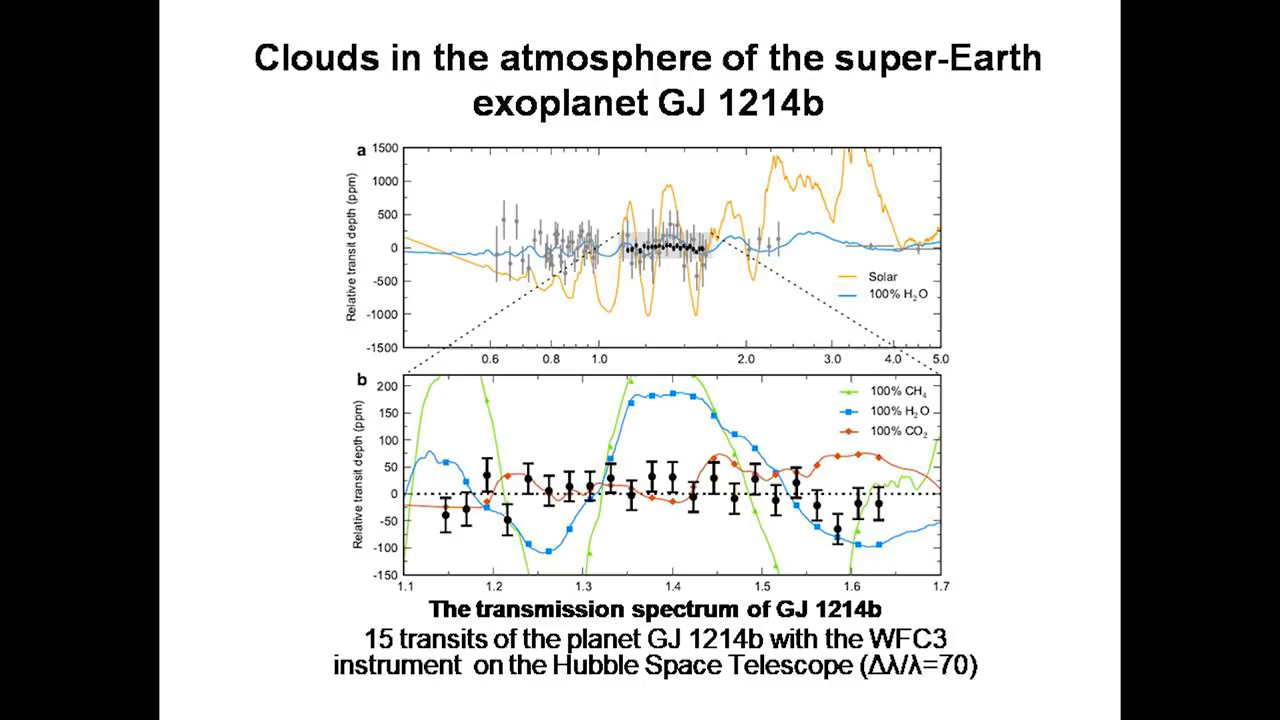 Clouds in the atmosphere of the super-Earth
exoplanet GJ 1214b
a
1500
1000
500
0
-500
-1000
-1500
Relative transit depth (ppm)
Solar
100% H₂O
0.6 0.8 1.0 2.0 3.0 4.0 5.0
b
200
150
100
50
0
-50
-100
-150
Relative transit depth (ppm)
100% CH₄
100% H₂O
100% CO₂
1.1 1.2 1.3 1.4 1.5 1.6 1.7
The transmission spectrum of GJ 1214b
15 transits of the planet GJ 1214b with the WFC3
instrument on the Hubble Space Telescope (Δλ/λ=70)